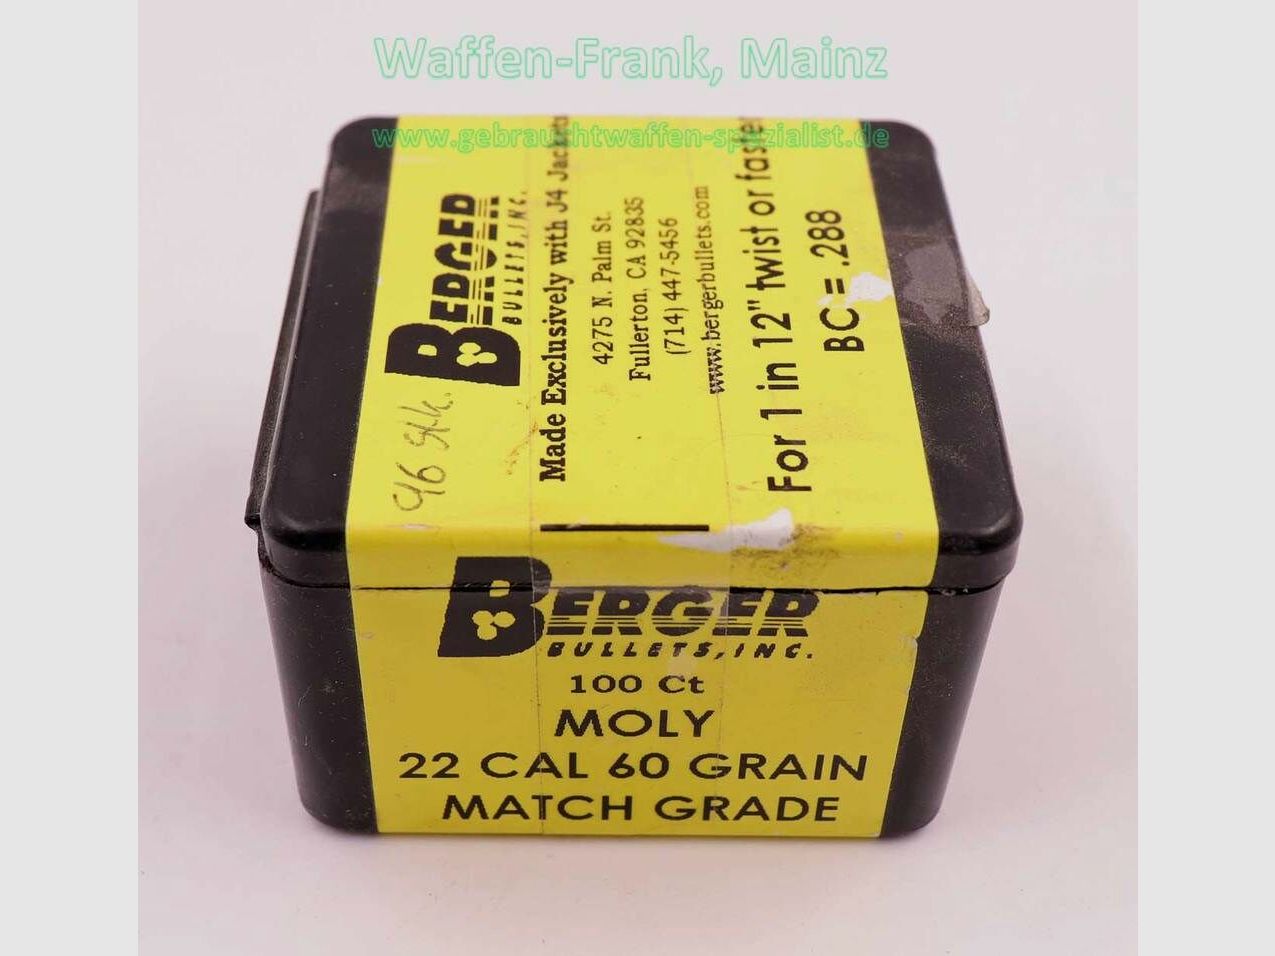 Waffen-Frank, Mainz
www.gebrauchtwaffen-spezialist.de
BERGER
BULLETS, INC.
Made Exclusively with J4 Jackets
4275 N. Palm St.
Fullerton, CA 92835
(714) 447-5456
www.bergerbullets.com
For 1 in 12" twist or faster
BC = .288
96 Stk.
BERGER
BULLETS, INC.
100 Ct
MOLY
22 CAL 60 GRAIN
MATCH GRADE